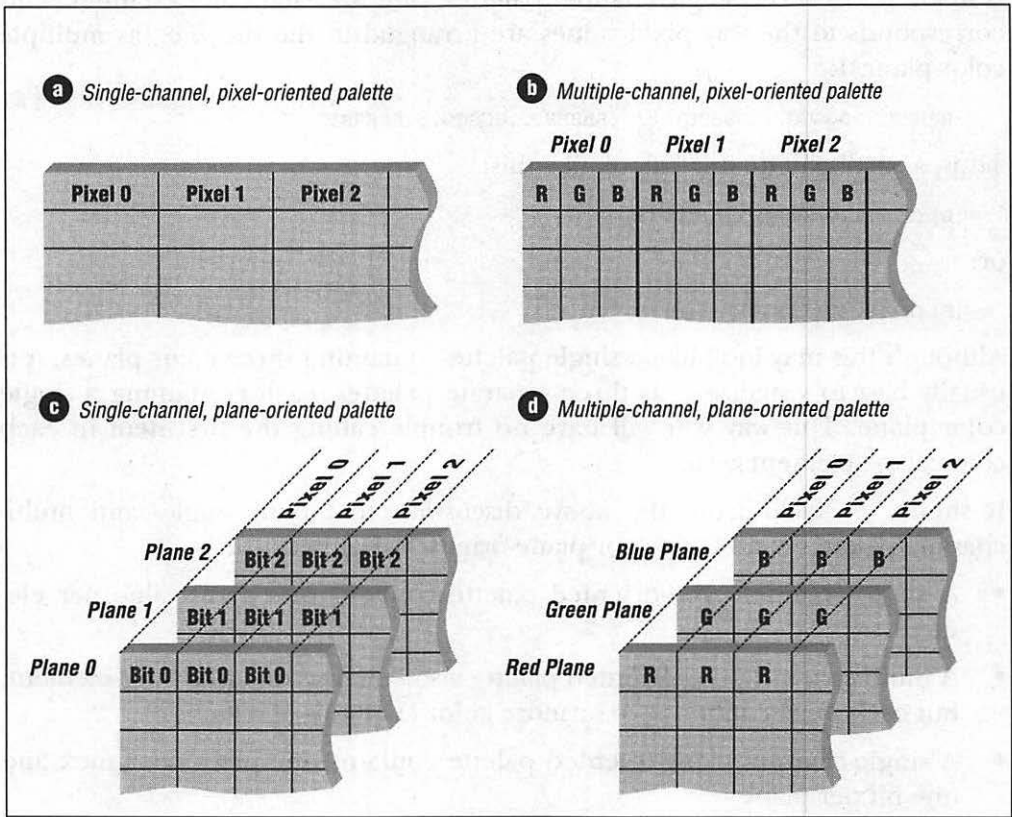 a Single-channel, pixel-oriented palette
Pixel 0 Pixel 1 Pixel 2
b Multiple-channel, pixel-oriented palette
Pixel 0 Pixel 1 Pixel 2
R G B R G B R G B
c Single-channel, plane-oriented palette
Pixel 0 Pixel 1 Pixel 2
Plane 2 Bit 2 Bit 2 Bit 2
Plane 1 Bit 1 Bit 1 Bit 1
Plane 0 Bit 0 Bit 0 Bit 0
d Multiple-channel, plane-oriented palette
Pixel 0 Pixel 1 Pixel 2
Blue Plane B B B
Green Plane G G G
Red Plane R R R